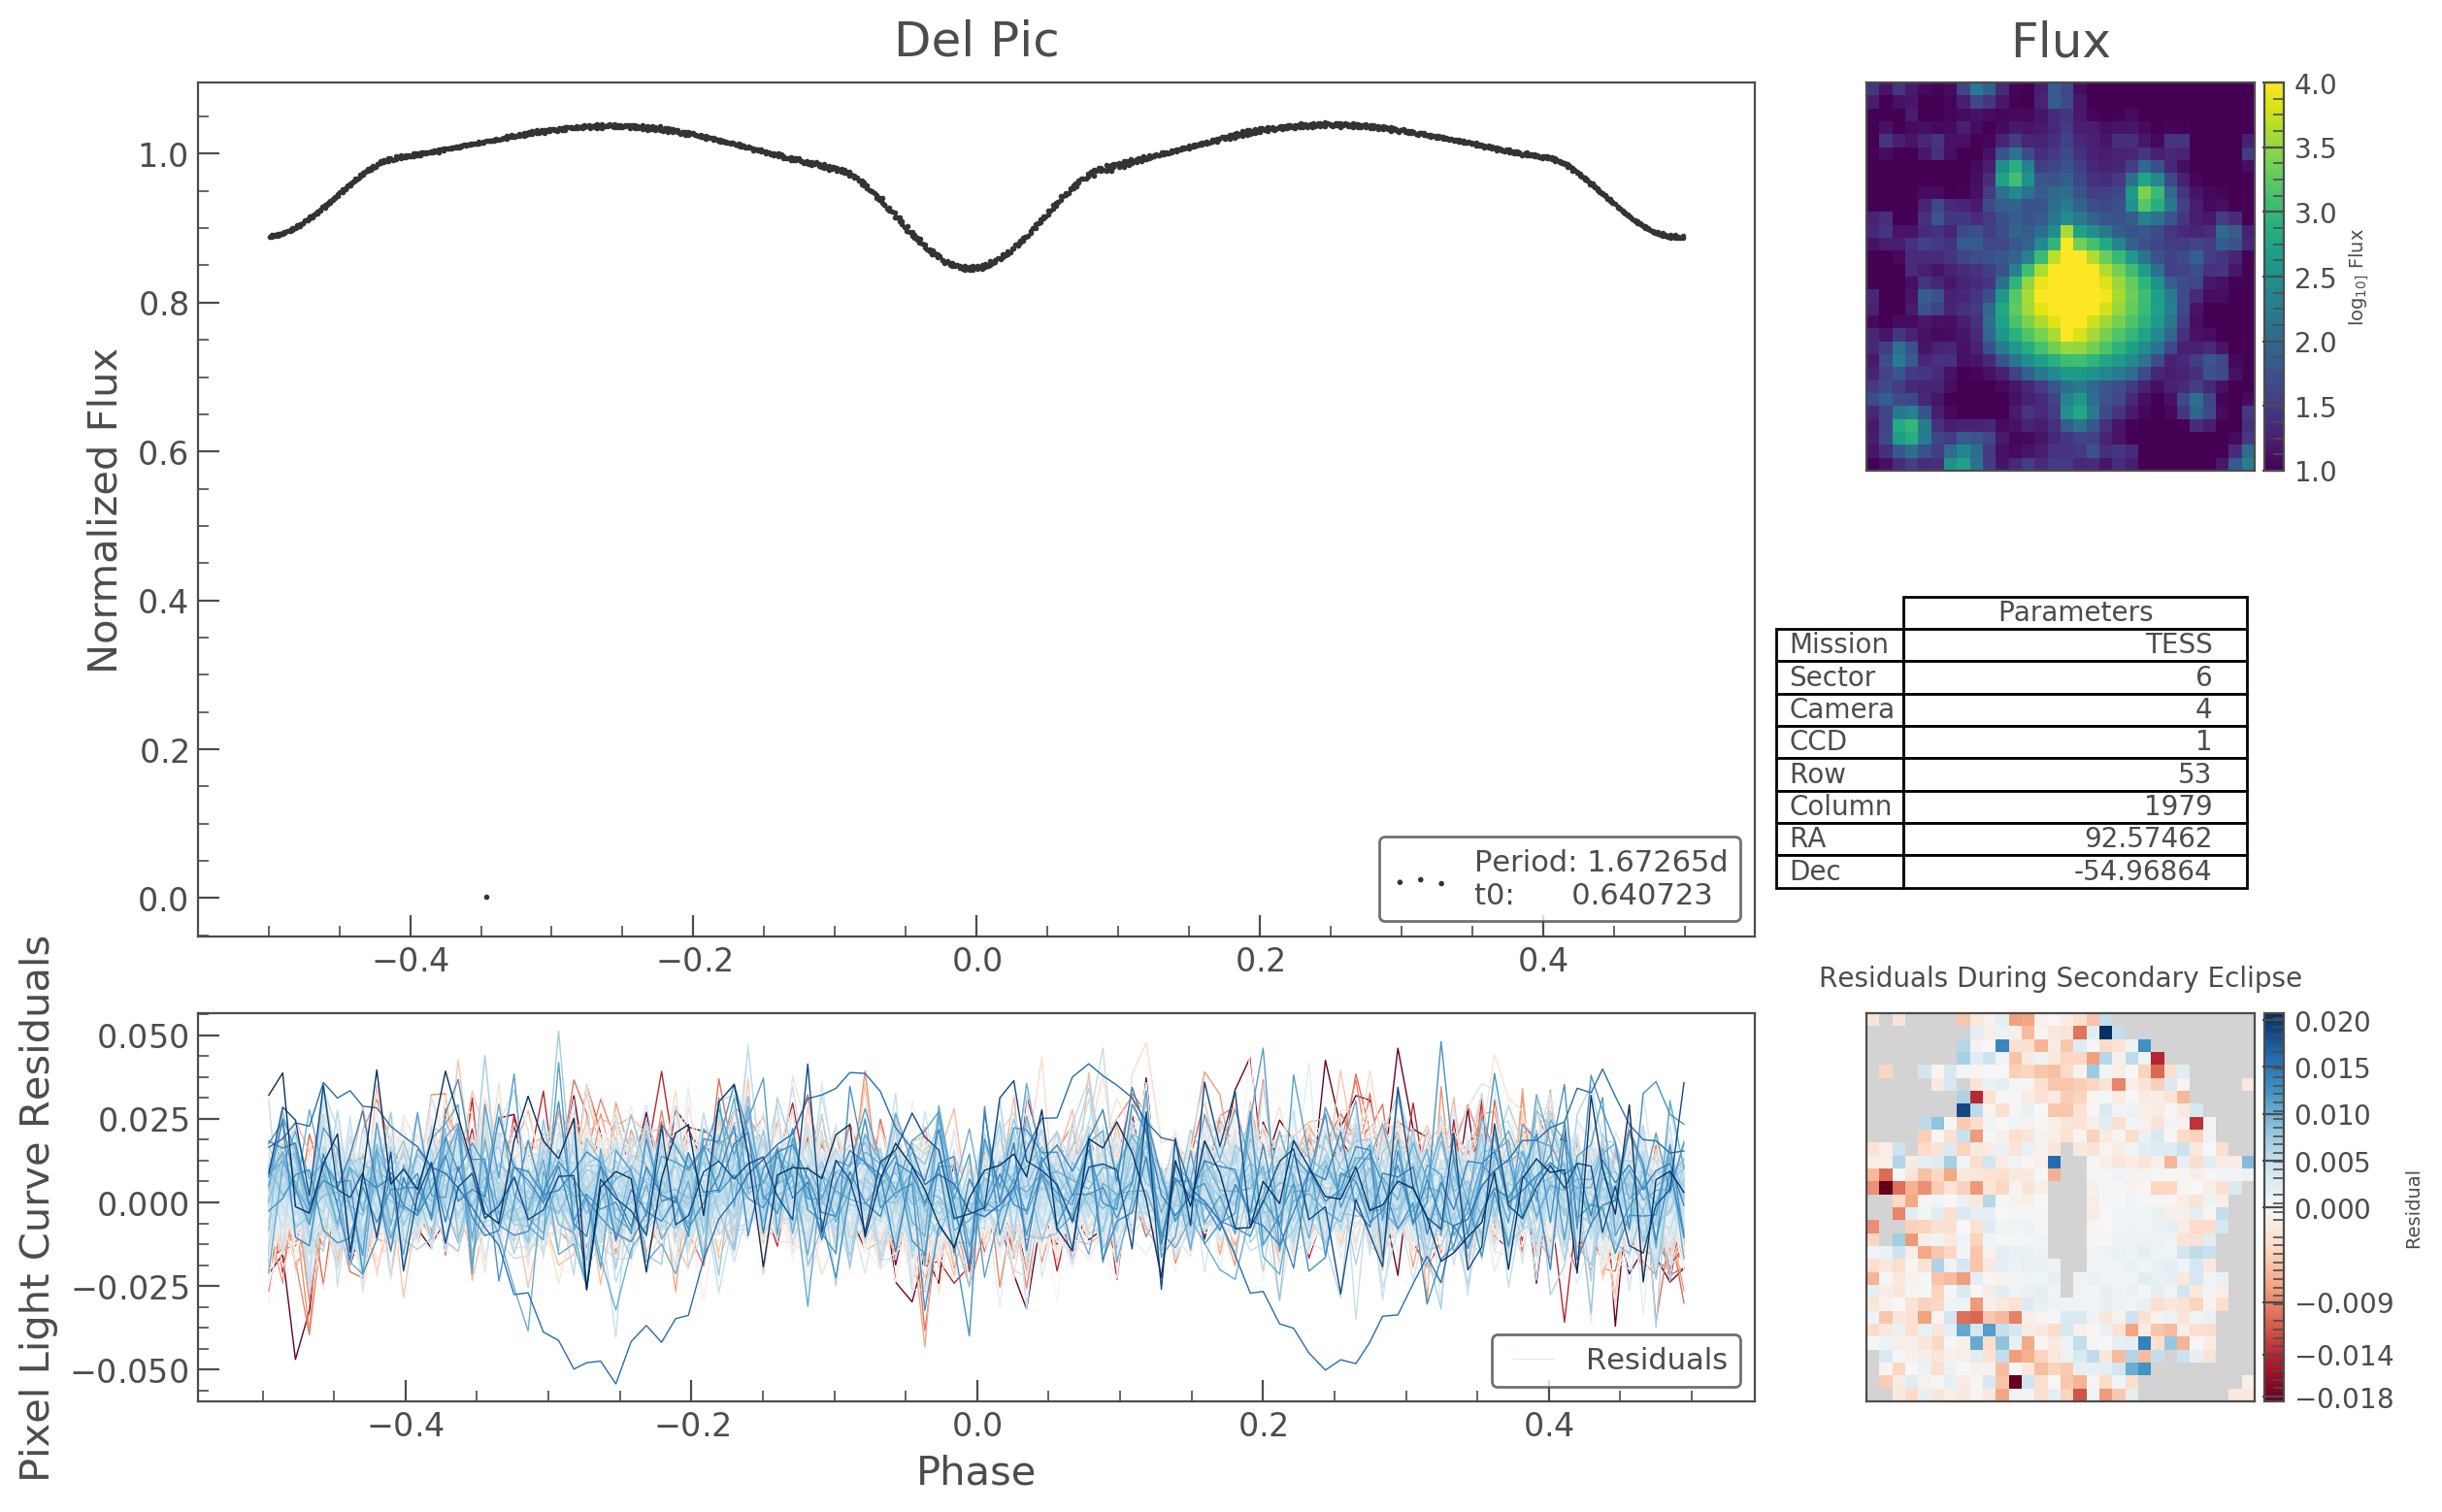 Del Pic
Normalized Flux
1.0
0.8
0.6
0.4
0.2
0.0
−0.4
−0.2
0.0
0.2
0.4
Period: 1.67265d
t0: 0.640723
Flux
4.0
3.5
3.0
2.5
2.0
1.5
1.0
log10] Flux
Parameters
Mission TESS
Sector 6
Camera 4
CCD 1
Row 53
Column 1979
RA 92.57462
Dec -54.96864
Pixel Light Curve Residuals
0.050
0.025
0.000
−0.025
−0.050
−0.4
−0.2
0.0
0.2
0.4
Phase
Residuals
Residuals During Secondary Eclipse
0.020
0.015
0.010
0.005
0.000
−0.009
−0.014
−0.018
Residual